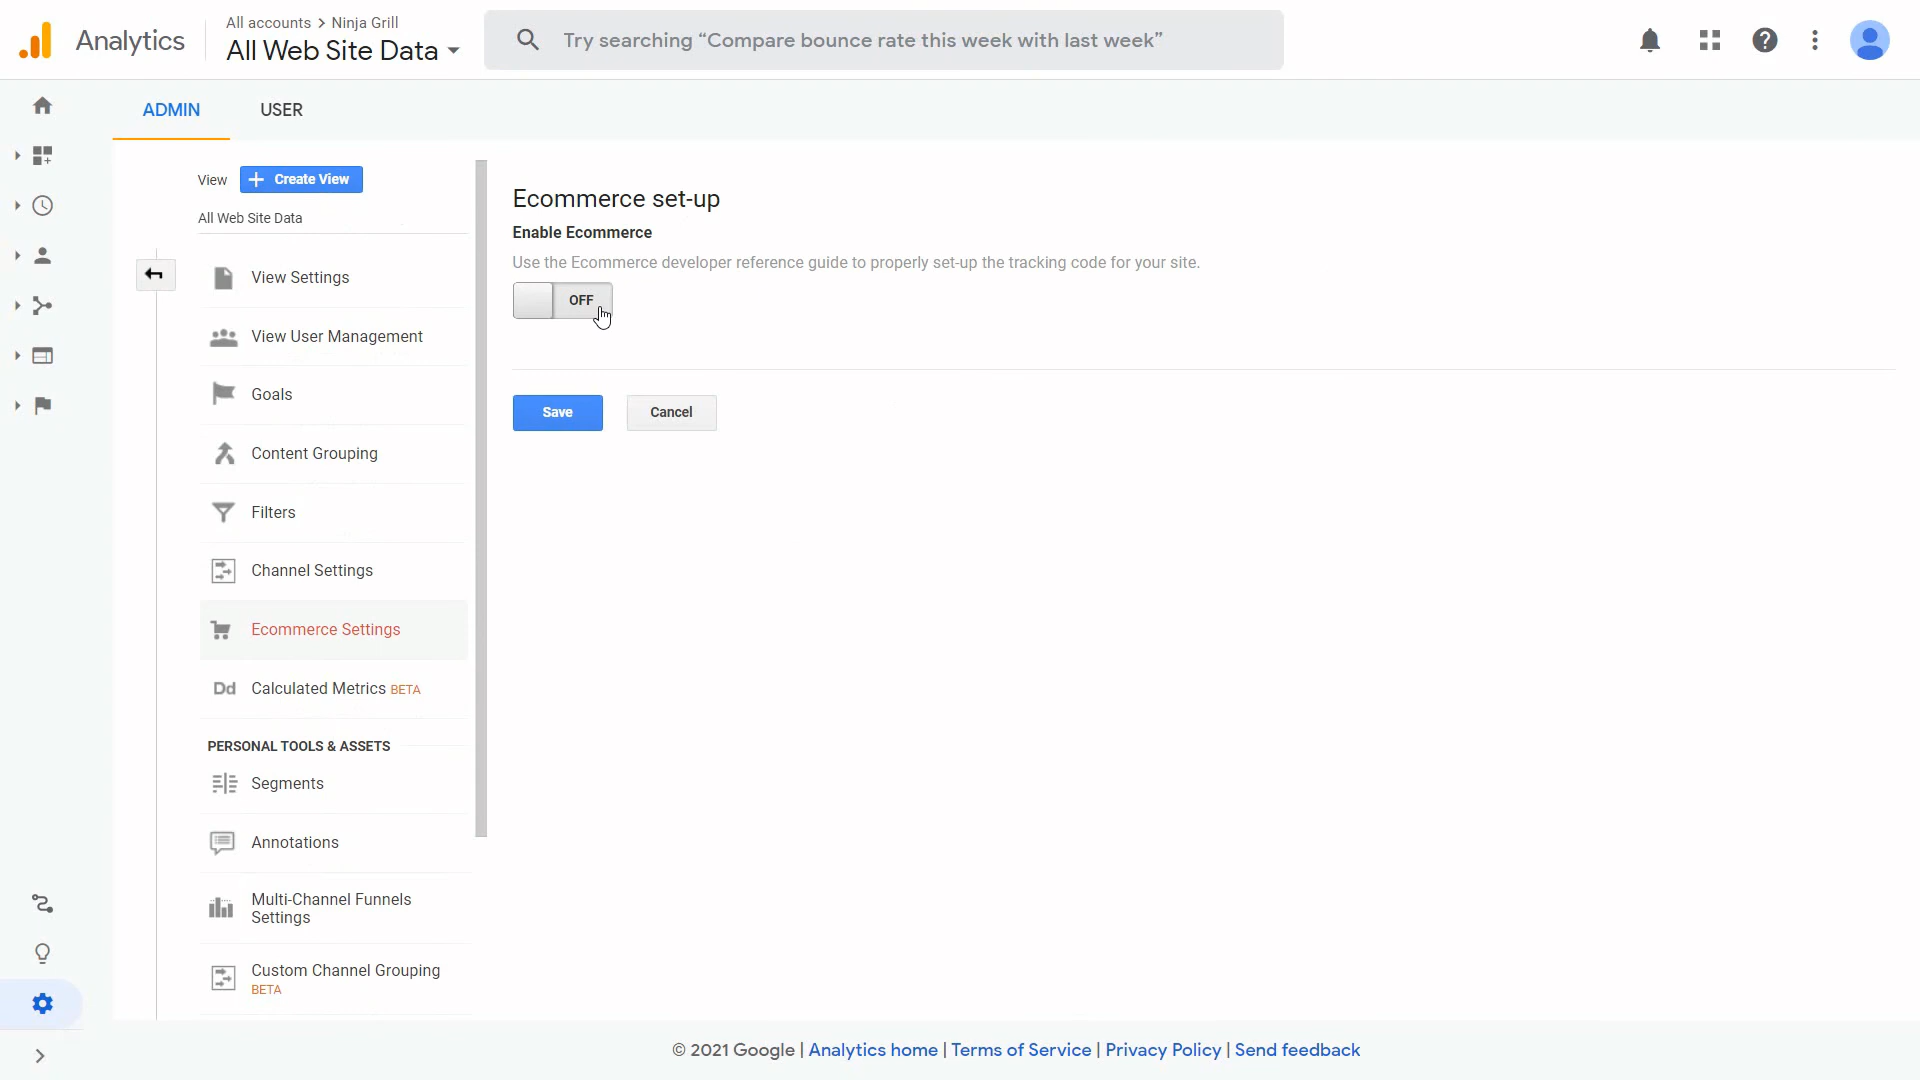 Analytics
All accounts > Ninja Grill
All Web Site Data
Try searching “Compare bounce rate this week with last week”
ADMIN
USER
View
Create View
All Web Site Data
View Settings
View User Management
Goals
Content Grouping
Filters
Channel Settings
Ecommerce Settings
Dd Calculated Metrics BETA
PERSONAL TOOLS & ASSETS
Segments
Annotations
Multi-Channel Funnels
Settings
Custom Channel Grouping
BETA
Ecommerce set-up
Enable Ecommerce
Use the Ecommerce developer reference guide to properly set-up the tracking code for your site.
OFF
Save
Cancel
© 2021 Google | Analytics home | Terms of Service | Privacy Policy | Send feedback